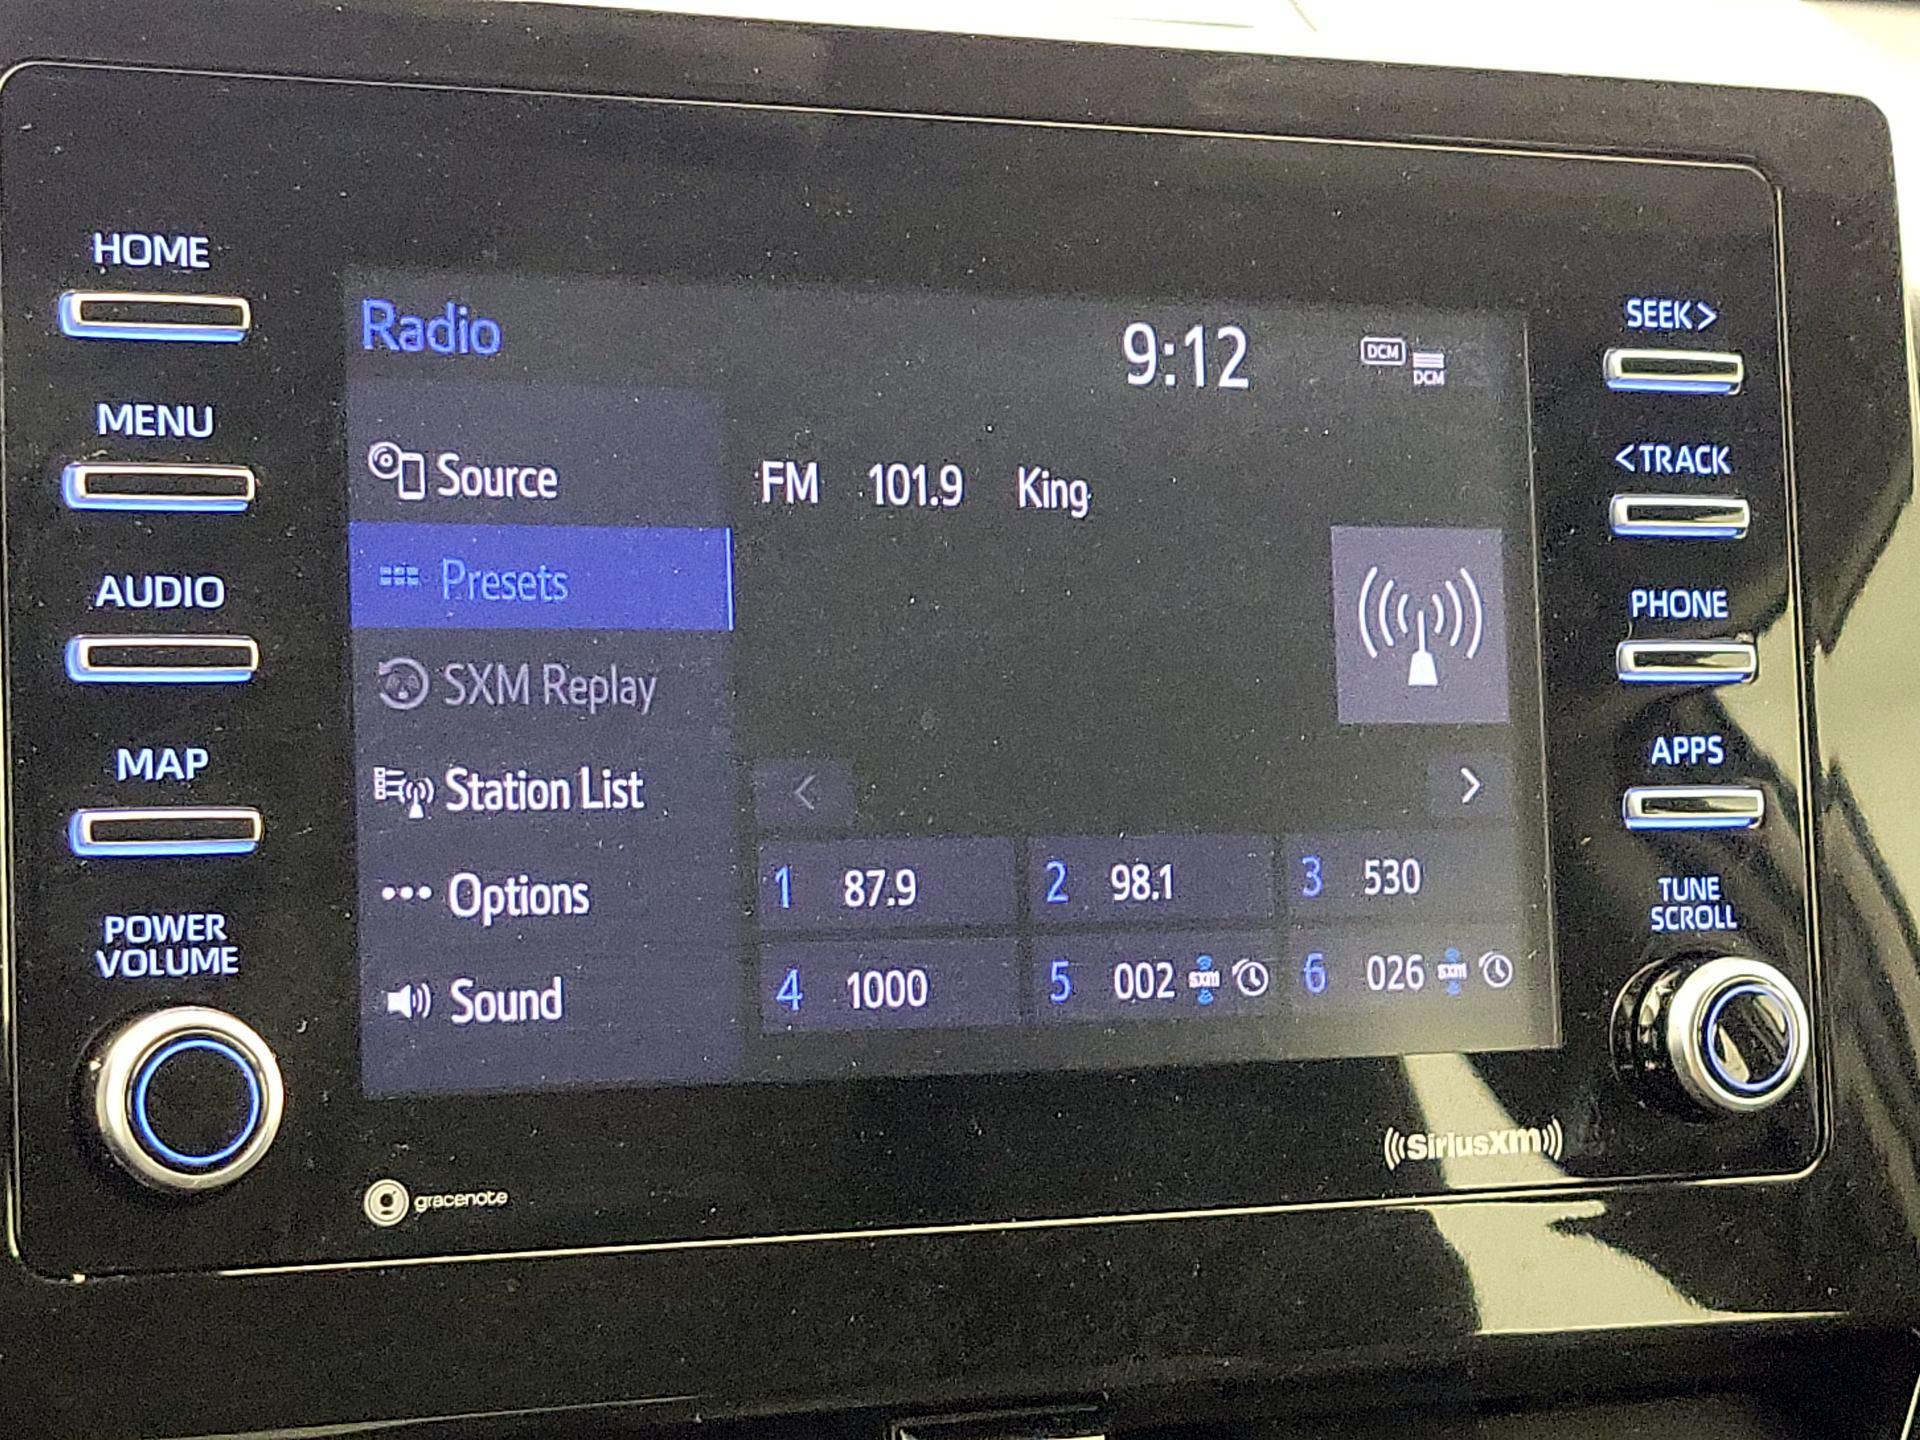 HOME
MENU
AUDIO
MAP
POWER
VOLUME
Radio
9:12
DCM
DCM
Source
Presets
SXM Replay
Station List
Options
Sound
FM 101.9 King
<
>
1 87.9
2 98.1
3 530
4 1000
5 002 sxm
6 026 sxm
SEEK>
<TRACK
PHONE
APPS
TUNE
SCROLL
gracenote
((SiriusXM))